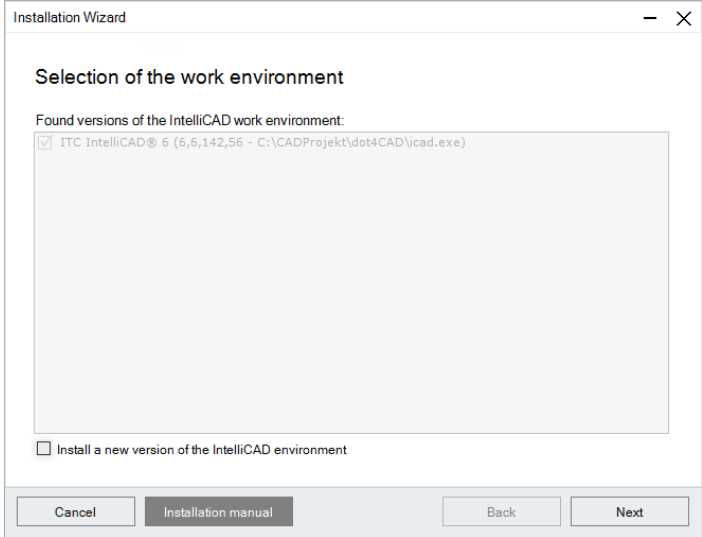 Installation Wizard
Selection of the work environment
Found versions of the IntelliCAD work environment:
ITC IntelliCAD® 6 (6,6,142,56 - C:\CADProjekt\dot4CAD\icad.exe)
Install a new version of the IntelliCAD environment
Cancel Installation manual Back Next